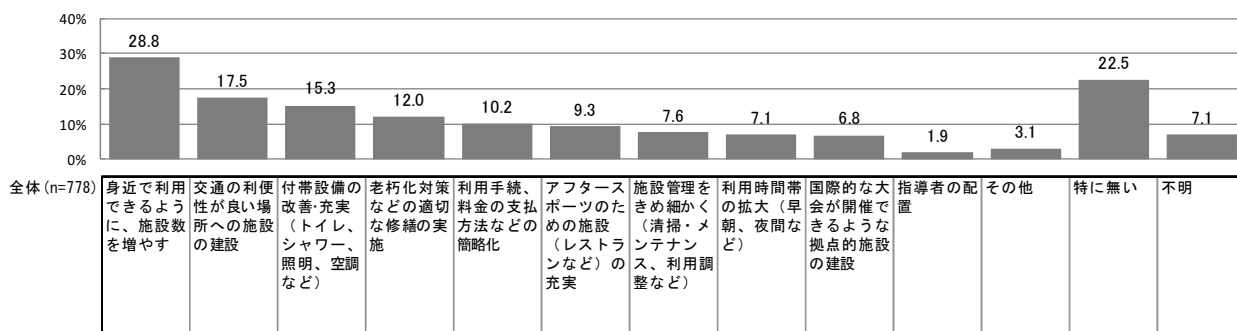 40%
30%
20%
10%
0%
28.8
17.5
15.3
12.0
10.2
9.3
7.6
7.1
6.8
1.9
3.1
22.5
7.1
全体(n=778)
身近で利用
できるよう
に、施設数
を増やす
交通の利便
性が良い場
所への施設
の建設
付帯設備の
改善・充実
（トイレ、
シャワー、
照明、空調
など）
老朽化対策
などの適切
な修繕の実
施
利用手続、
料金の支払
方法などの
簡略化
アフタース
ポーツのた
めの施設
（レストラ
ンなど）の
充実
施設管理を
きめ細かく
（清掃・メ
ンテナン
ス、利用調
整など）
利用時間帯
の拡大（早
朝、夜間な
ど）
国際的な大
会が開催で
きるような
拠点的施設
の建設
指導者の配
置
その他
特に無い
不明